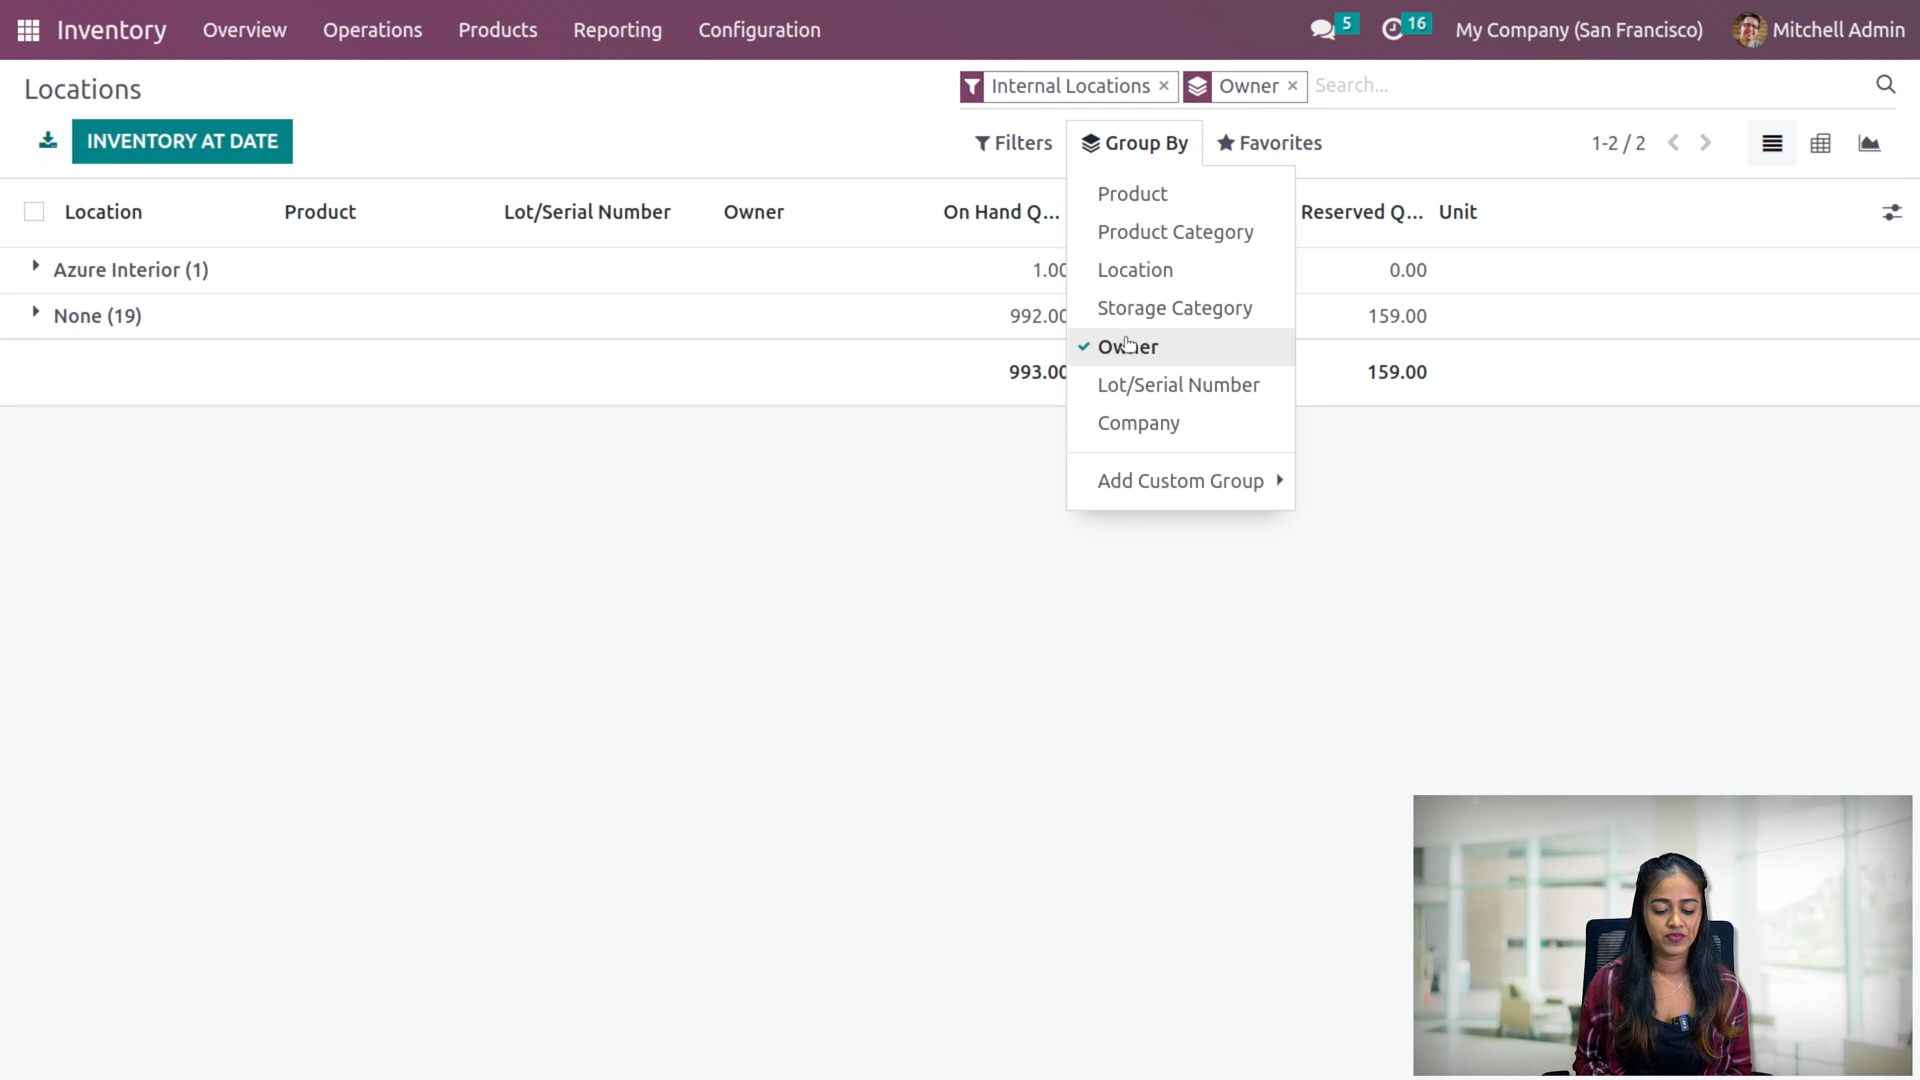 Inventory Overview Operations Products Reporting Configuration 5 16 My Company (San Francisco) Mitchell Admin
Locations
Internal Locations × Owner × Search...
INVENTORY AT DATE
Filters Group By Favorites 1-2 / 2
Location Product Lot/Serial Number Owner On Hand Q... Reserved Q... Unit
Azure Interior (1) 1.00 0.00
None (19) 992.00 159.00
993.00 159.00
Product
Product Category
Location
Storage Category
Owner
Lot/Serial Number
Company
Add Custom Group